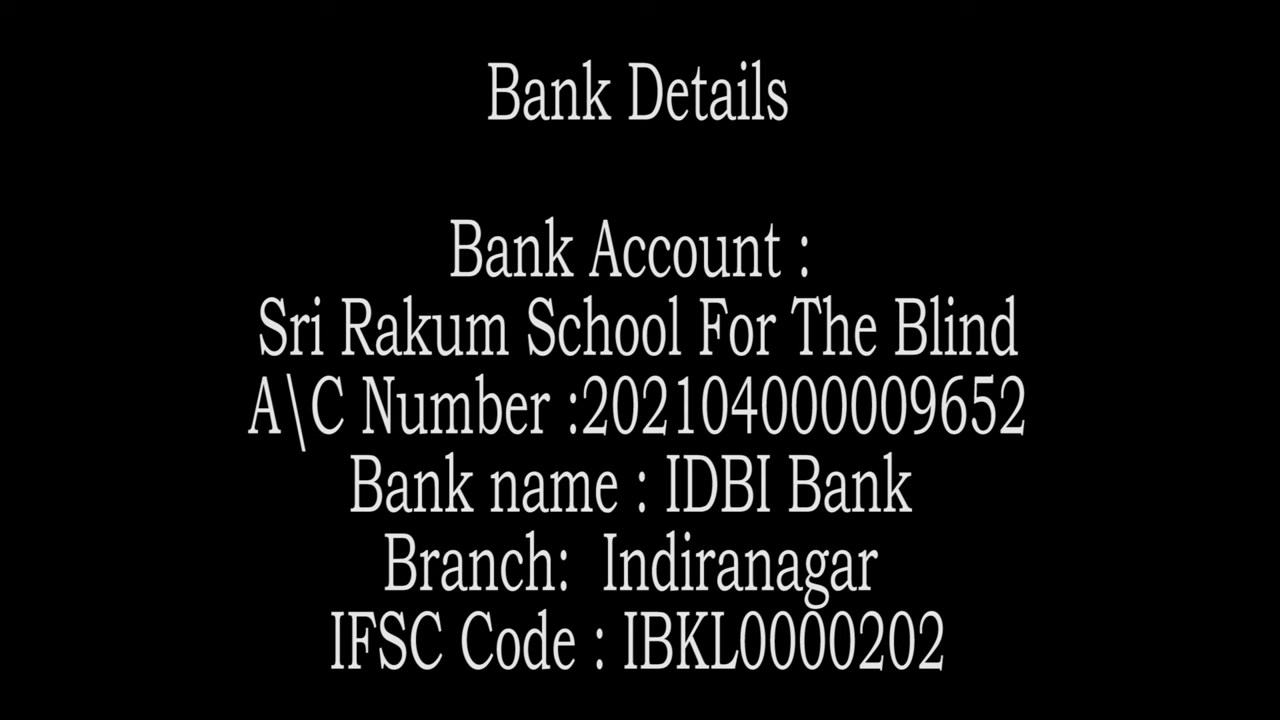 Bank Details
Bank Account :
Sri Rakum School For The Blind
A\C Number :202104000009652
Bank name : IDBI Bank
Branch:  Indiranagar
IFSC Code : IBKL0000202